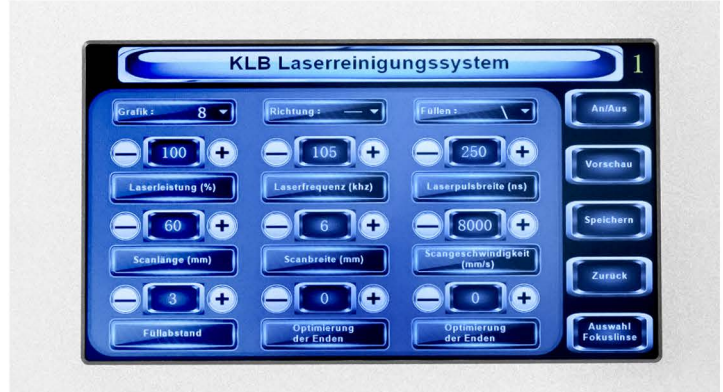 KLB Laserreinigungssystem
1
Grafik: 8
Richtung: —
Füllen: \
An/Aus
100
105
250
Vorschau
Laserleistung (%)
Laserfrequenz (khz)
Laserpulsbreite (ns)
60
6
8000
Speichern
Scanlänge (mm)
Scanbreite (mm)
Scangeschwindigkeit
(mm/s)
Zurück
3
0
0
Füllabstand
Optimierung
der Enden
Optimierung
der Enden
Auswahl
Fokuslinse